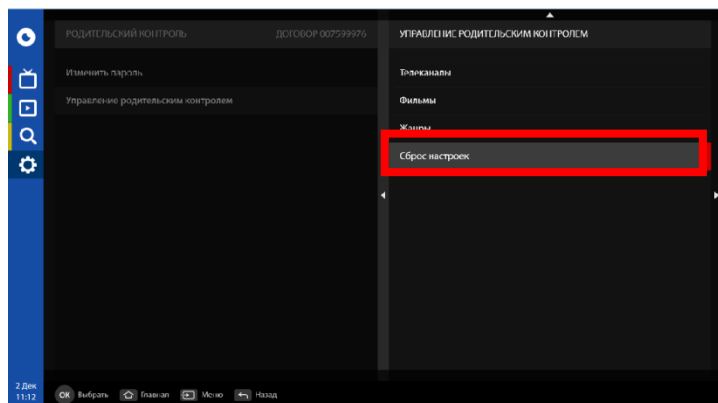 РОДИТЕЛЬСКИЙ КОНТРОЛЬ ДОГОВОР 007599976
Изменить пароль
Управление родительским контролем
УПРАВЛЕНИЕ РОДИТЕЛЬСКИМ КОНТРОЛЕМ
Телеканалы
Фильмы
Жанры
Сброс настроек
2 Дек
11:12
OK Выбрать Главная Меню Назад